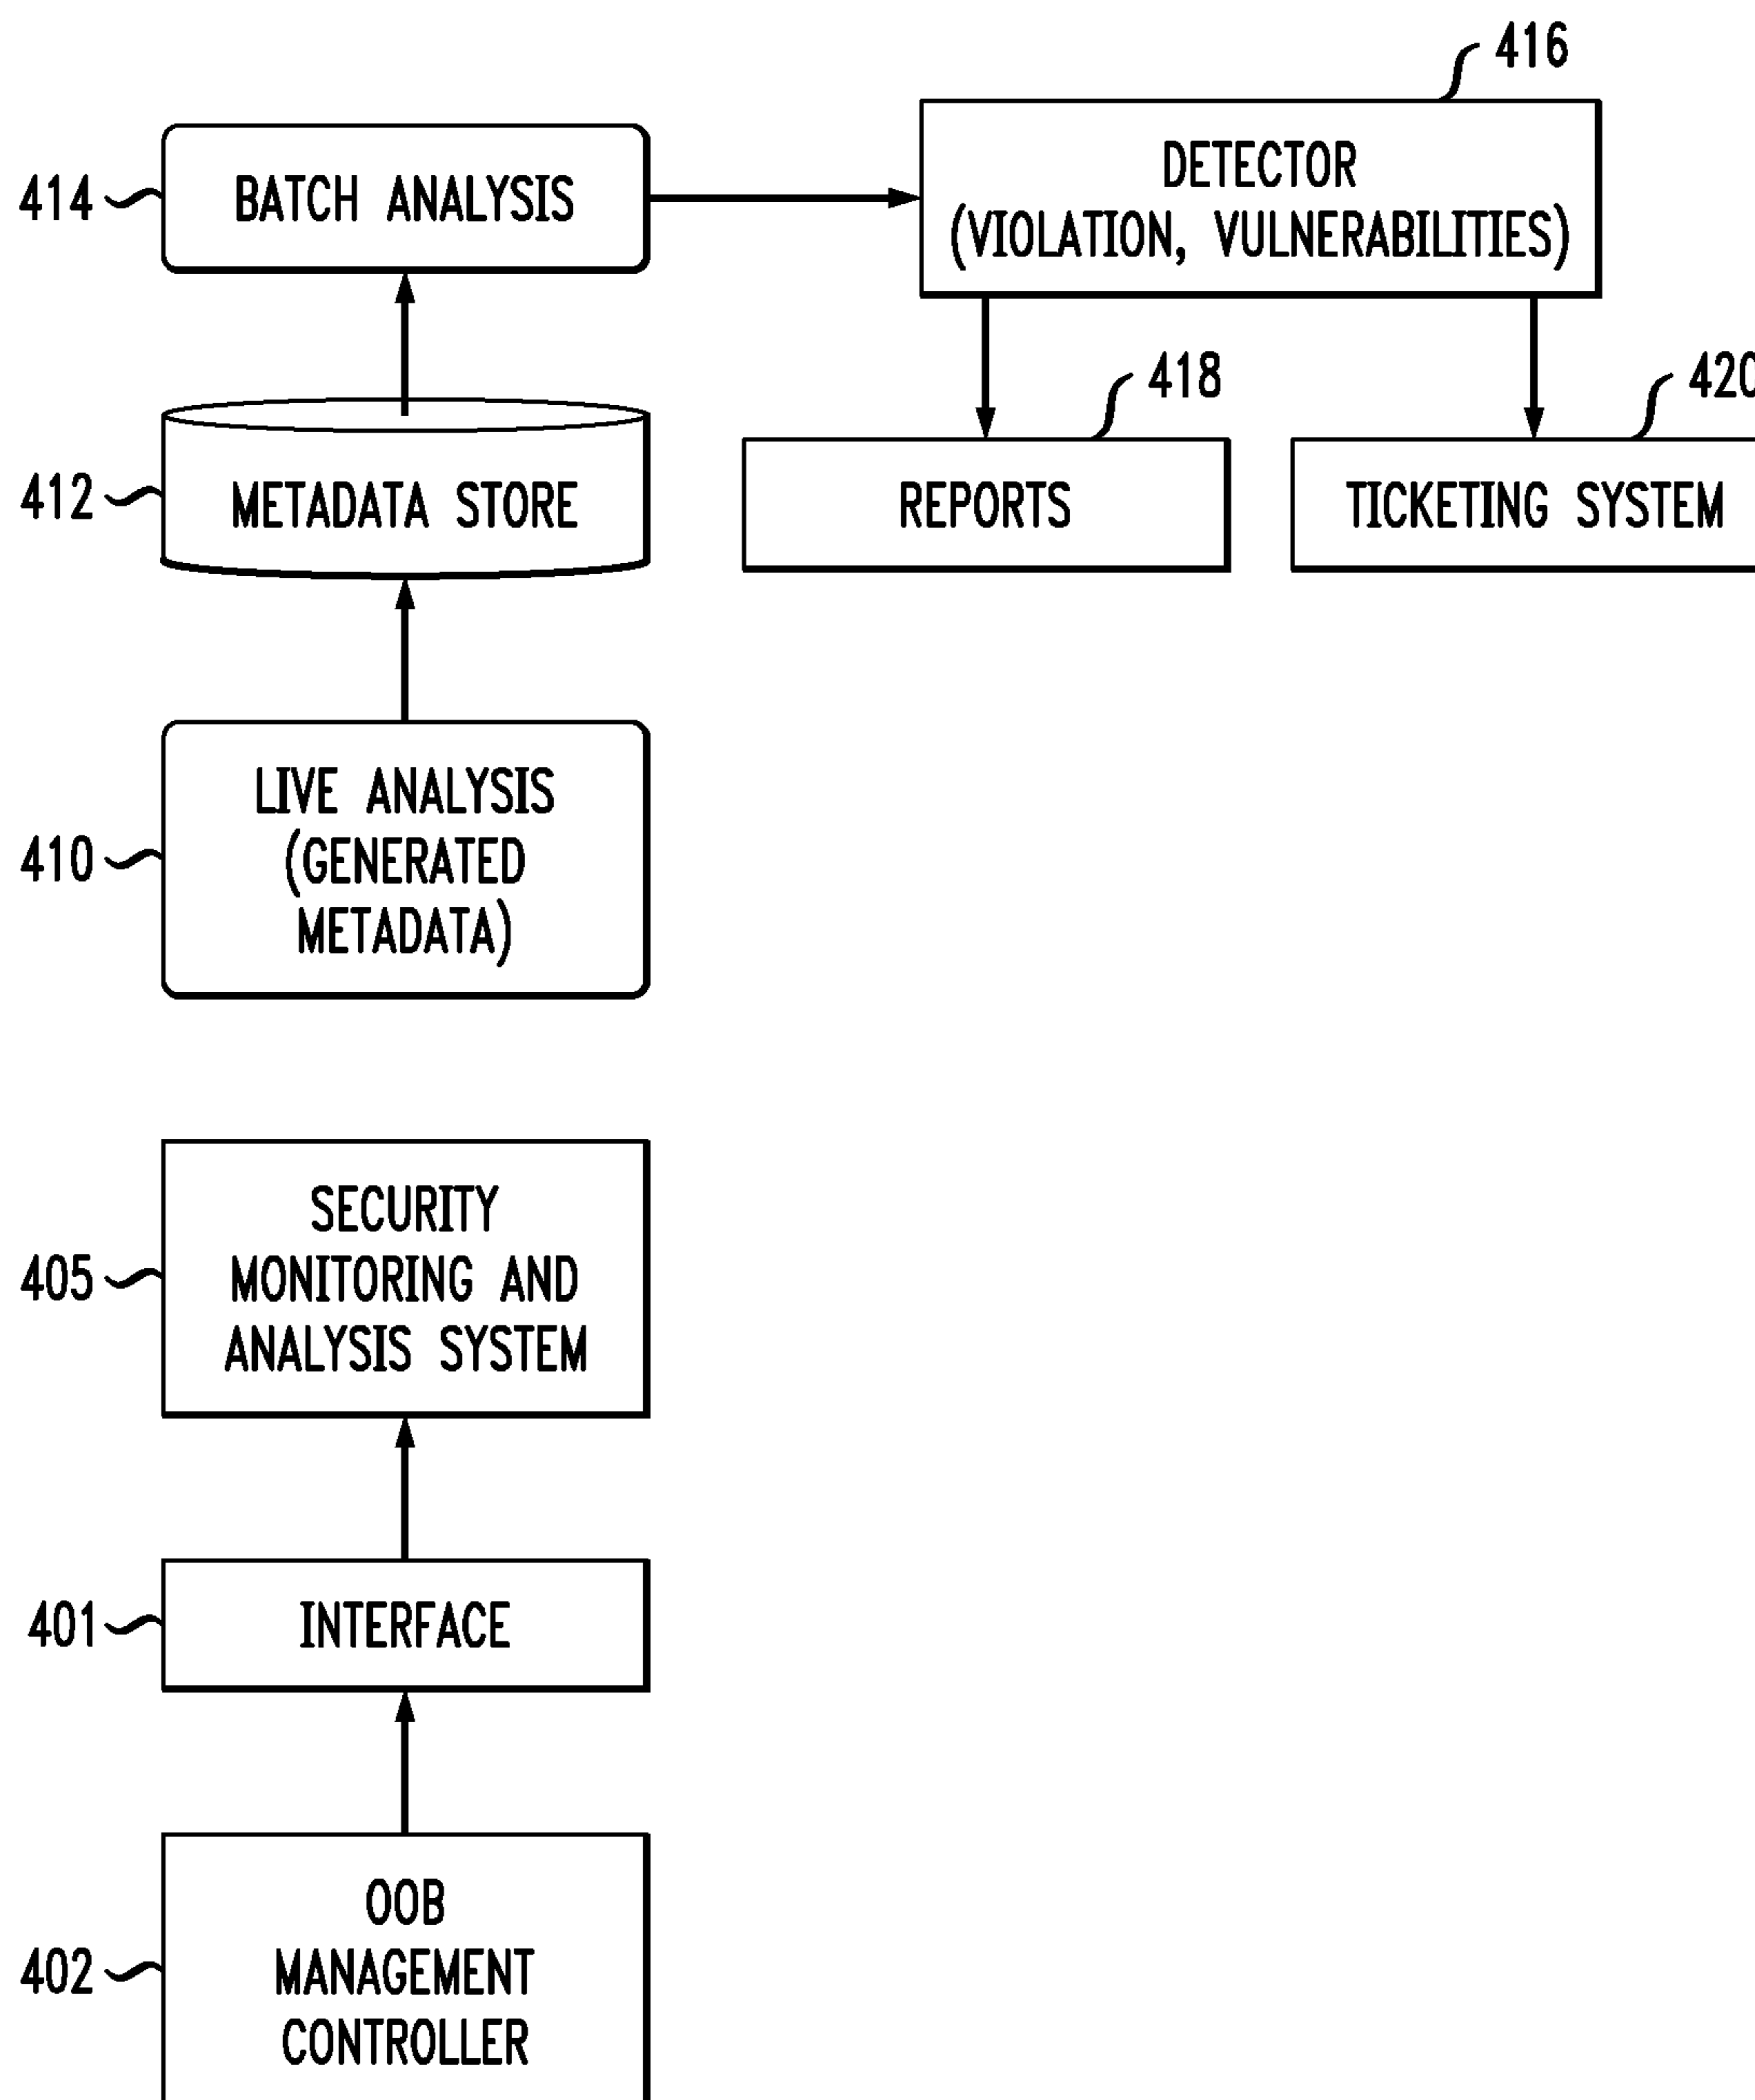 416
DETECTOR
(VIOLATION, VULNERABILITIES)
414
BATCH ANALYSIS
418
420
412
METADATA STORE
REPORTS
TICKETING SYSTEM
410
LIVE ANALYSIS
(GENERATED
METADATA)
405
SECURITY
MONITORING AND
ANALYSIS SYSTEM
401
INTERFACE
402
OOB
MANAGEMENT
CONTROLLER